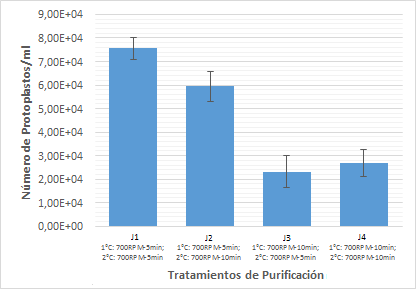 Número de Protoplastos/ml
9,00E+04
8,00E+04
7,00E+04
6,00E+04
5,00E+04
4,00E+04
3,00E+04
2,00E+04
1,00E+04
0,00E+00
J1 J2 J3 J4
1°C: 700RPM-5min; 1°C: 700RPM-5min; 1°C: 700RPM-10min; 1°C: 700RPM-10min;
2°C: 700RPM-5min 2°C: 700RPM-10min 2°C: 700RPM-5min 2°C: 700RPM-10min
Tratamientos de Purificación